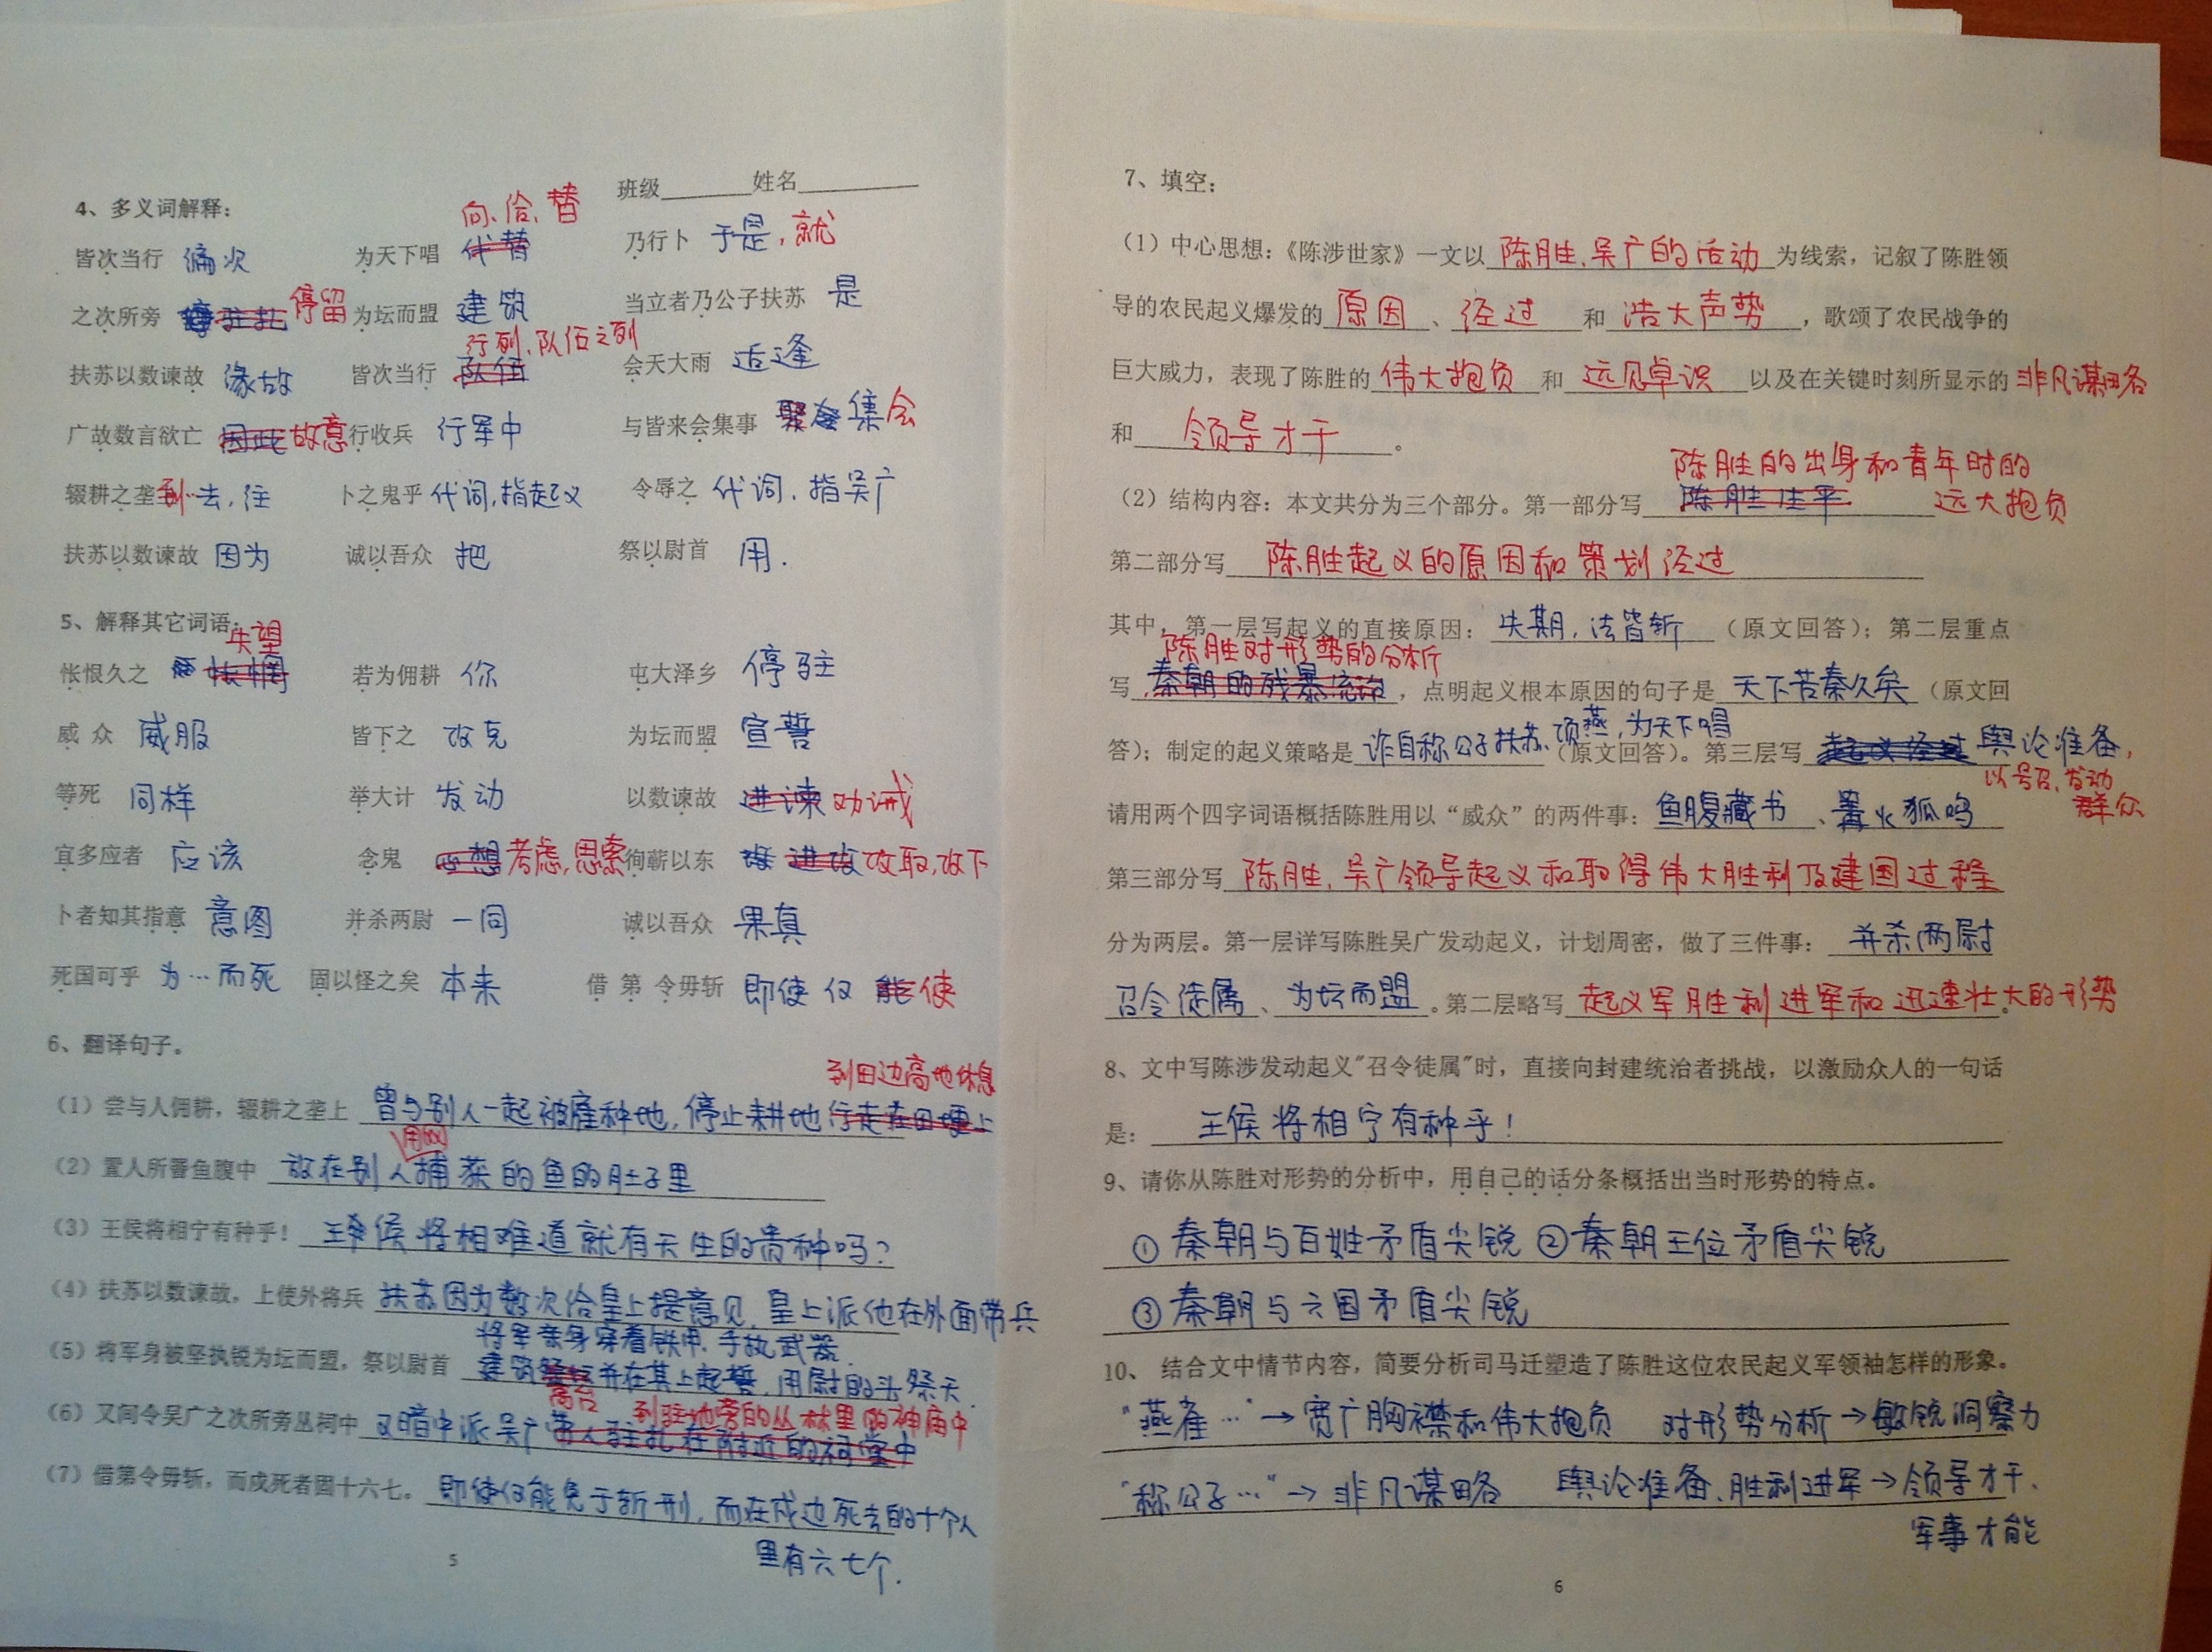 班级________姓名__________
4、多义词解释：
向、给、替
皆次当行 编次 为天下唱 代替 乃行卜 于是，就
之次所旁 驻扎 停留 为坛而盟 建筑 当立者乃公子扶苏 是
行列、队伍之列
扶苏以数谏故 缘故 皆次当行 队伍 会天大雨 适逢
广故数言欲亡 因此 故意 行收兵 行军中 与皆来会集事 聚会 集会
辍耕之垄上 到…去，往 卜之鬼乎 代词，指起义 令辱之 代词，指吴广
扶苏以数谏故 因为 诚以吾众 把 祭以尉首 用.
5、解释其它词语：
失望
怅恨久之 惆怅 若为佣耕 你 屯大泽乡 停驻
威众 威服 皆下之 攻克 为坛而盟 宣誓
等死 同样 举大计 发动 以数谏故 进谏 劝诫
宜多应者 应该 念鬼 想 考虑，思索 徇蕲以东 进攻 攻取，攻下
卜者知其指意 意图 并杀两尉 一同 诚以吾众 果真
死国可乎 为…而死 固以怪之矣 本来 借第令毋斩 即使 仅 能 使
6、翻译句子。
到田边高地休息
（1）尝与人佣耕，辍耕之垄上 曾与别人一起被雇种地，停止耕地行走在田埂上
用网
（2）置人所罾鱼腹中 放在别人捕获的鱼的肚子里
（3）王侯将相宁有种乎！ 王侯将相难道就有天生的贵种吗？
（4）扶苏以数谏故，上使外将兵 扶苏因为数次给皇上提意见，皇上派他在外面带兵
将军亲身穿着铁甲，手执武器，
（5）将军身被坚执锐为坛而盟，祭以尉首 建筑祭坛并在其上起誓，用尉的头祭天.
高台
到驻地旁的丛林里的神庙中
（6）又间令吴广之次所旁丛祠中 又暗中派吴广带人驻扎在附近的祠堂中
（7）借第令毋斩，而戍死者固十六七。 即使仅能免于斩刑，而在戍边死去的十个人
里有六七个.
5
7、填空：
（1）中心思想：《陈涉世家》一文以 陈胜、吴广的活动 为线索，记叙了陈胜领
导的农民起义爆发的 原因 、 经过 和 浩大声势 ，歌颂了农民战争的
巨大威力，表现了陈胜的 伟大抱负 和 远见卓识 以及在关键时刻所显示的 非凡谋略
和 领导才干 。
陈胜的出身和青年时的
（2）结构内容：本文共分为三个部分。第一部分写 陈胜生平 远大抱负
第二部分写 陈胜起义的原因和策划经过
其中，第一层写起义的直接原因： 失期，法皆斩 （原文回答）；第二层重点
陈胜对形势的分析
写 秦朝的残暴统治 ，点明起义根本原因的句子是 天下苦秦久矣 （原文回
答）；制定的起义策略是 诈自称公子扶苏、项燕，为天下唱 （原文回答）。第三层写 起义经过 舆论准备，
以号召、发动
群众
请用两个四字词语概括陈胜用以“威众”的两件事： 鱼腹藏书 、 篝火狐鸣
第三部分写 陈胜、吴广领导起义和取得伟大胜利及建国过程
分为两层。第一层详写陈胜吴广发动起义，计划周密，做了三件事： 并杀两尉
召令徒属 、 为坛而盟 。第二层略写 起义军胜利进军和迅速壮大的形势 。
8、文中写陈涉发动起义"召令徒属"时，直接向封建统治者挑战，以激励众人的一句话
是： 王侯将相宁有种乎！
9、请你从陈胜对形势的分析中，用自己的话分条概括出当时形势的特点。
① 秦朝与百姓矛盾尖锐 ② 秦朝王位矛盾尖锐
③ 秦朝与六国矛盾尖锐
10、 结合文中情节内容，简要分析司马迁塑造了陈胜这位农民起义军领袖怎样的形象。
“燕雀…”→宽广胸襟和伟大抱负 对形势分析→敏锐洞察力
“称公子…”→非凡谋略 舆论准备、胜利进军→领导才干、
军事才能
6